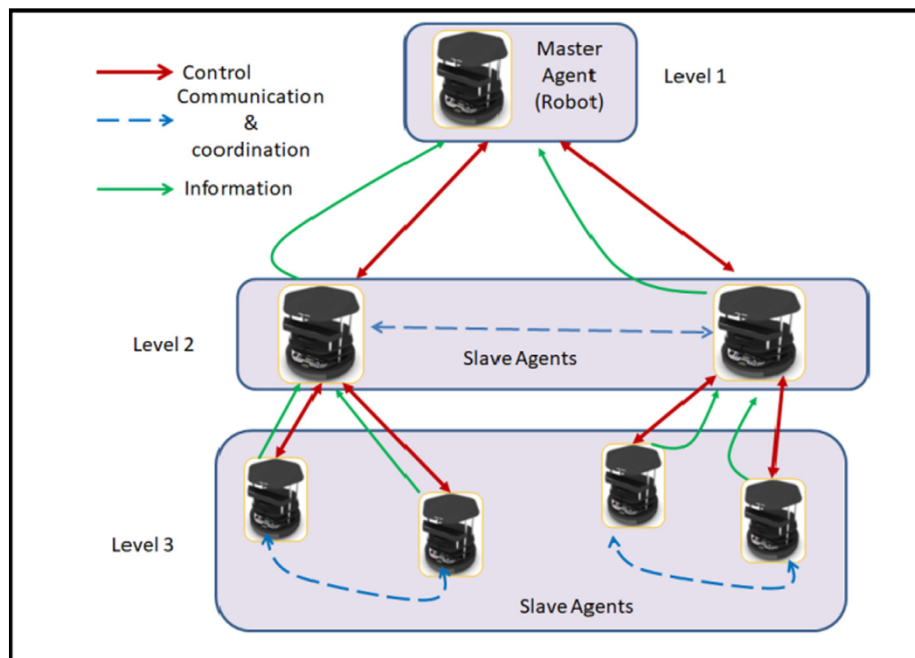 Control
Communication
&
coordination
Information
Master
Agent
(Robot)
Level 1
Level 2
Slave Agents
Level 3
Slave Agents